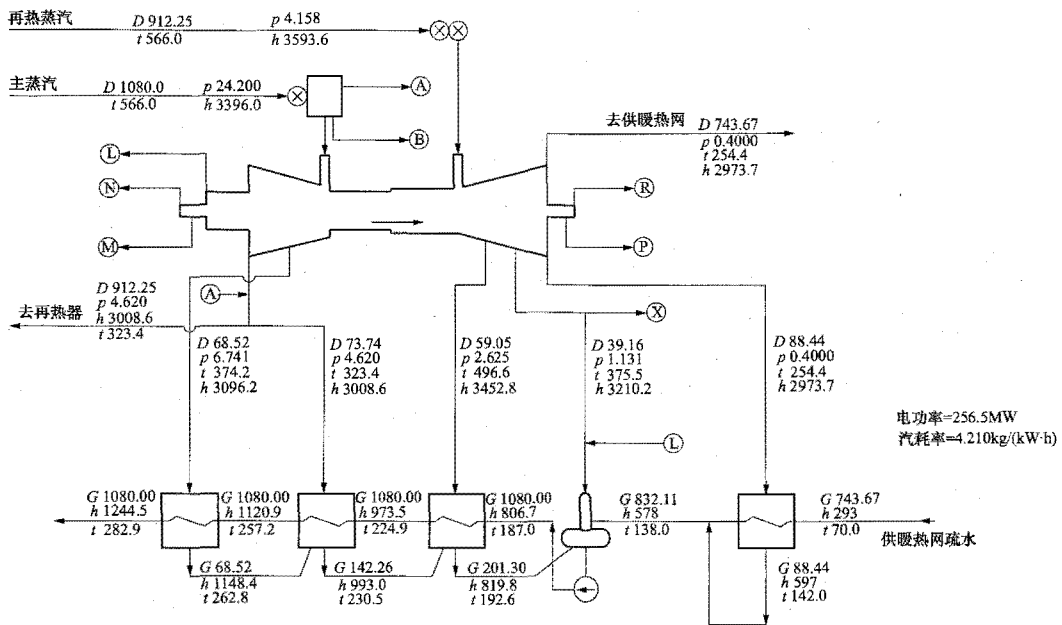 再热蒸汽
D 912.25
t 566.0
p 4.158
h 3593.6
主蒸汽
D 1080.0
t 566.0
p 24.200
h 3396.0
A
B
去供暖热网
D 743.67
p 0.4000
t 254.4
h 2973.7
L
N
M
R
P
D 912.25
p 4.620
h 3008.6
t 323.4
去再热器
A
X
D 68.52
p 6.741
t 374.2
h 3096.2
D 73.74
p 4.620
t 323.4
h 3008.6
D 59.05
p 2.625
t 496.6
h 3452.8
D 39.16
p 1.131
t 375.5
h 3210.2
D 88.44
p 0.4000
t 254.4
h 2973.7
电功率=256.5MW
汽耗率=4.210kg/(kW·h)
L
G 1080.00
h 1244.5
t 282.9
G 1080.00
h 1120.9
t 257.2
G 1080.00
h 973.5
t 224.9
G 1080.00
h 806.7
t 187.0
G 832.11
h 578
t 138.0
G 743.67
h 293
t 70.0
供暖热网疏水
G 68.52
h 1148.4
t 262.8
G 142.26
h 993.0
t 230.5
G 201.30
h 819.8
t 192.6
G 88.44
h 597
t 142.0